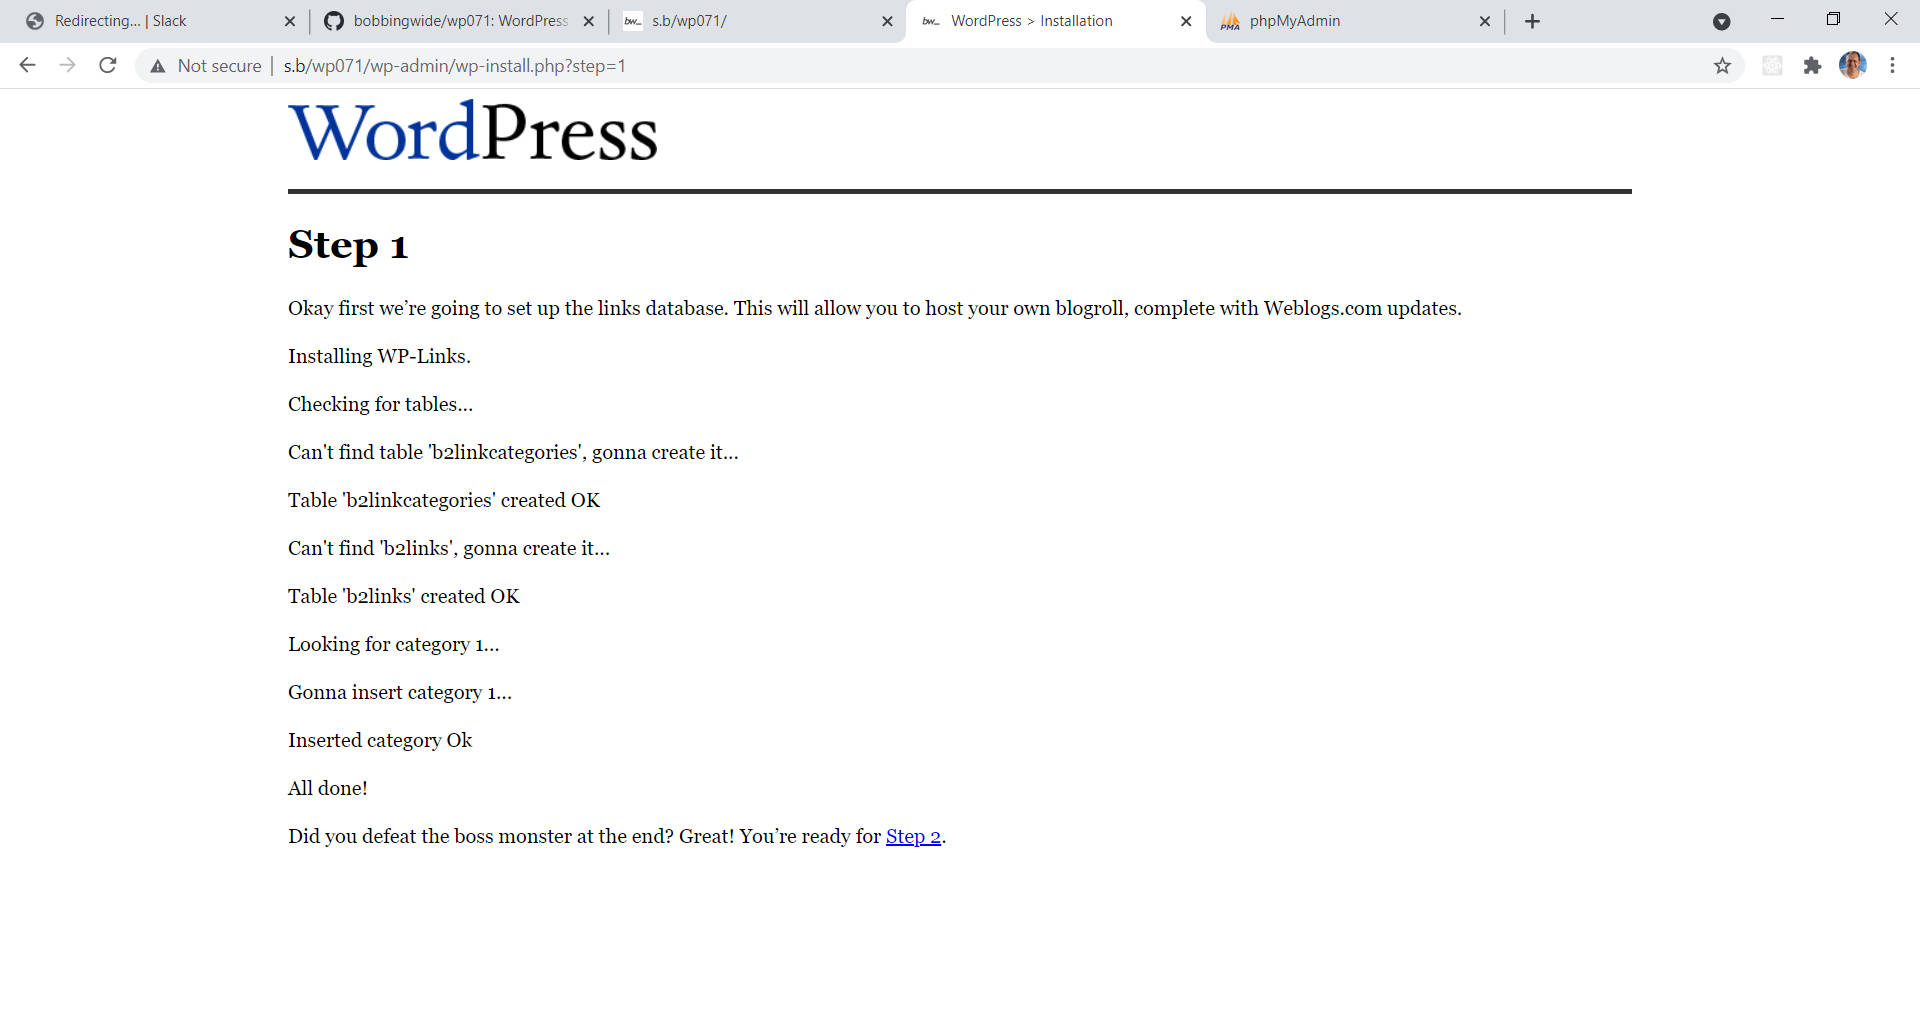 Redirecting... | Slack
bobbingwide/wp071: WordPress
bw_ s.b/wp071/
bw_ WordPress > Installation
PMA phpMyAdmin
Not secure | s.b/wp071/wp-admin/wp-install.php?step=1
WordPress
Step 1
Okay first we’re going to set up the links database. This will allow you to host your own blogroll, complete with Weblogs.com updates.
Installing WP-Links.
Checking for tables...
Can't find table 'b2linkcategories', gonna create it...
Table 'b2linkcategories' created OK
Can't find 'b2links', gonna create it...
Table 'b2links' created OK
Looking for category 1...
Gonna insert category 1...
Inserted category Ok
All done!
Did you defeat the boss monster at the end? Great! You’re ready for Step 2.